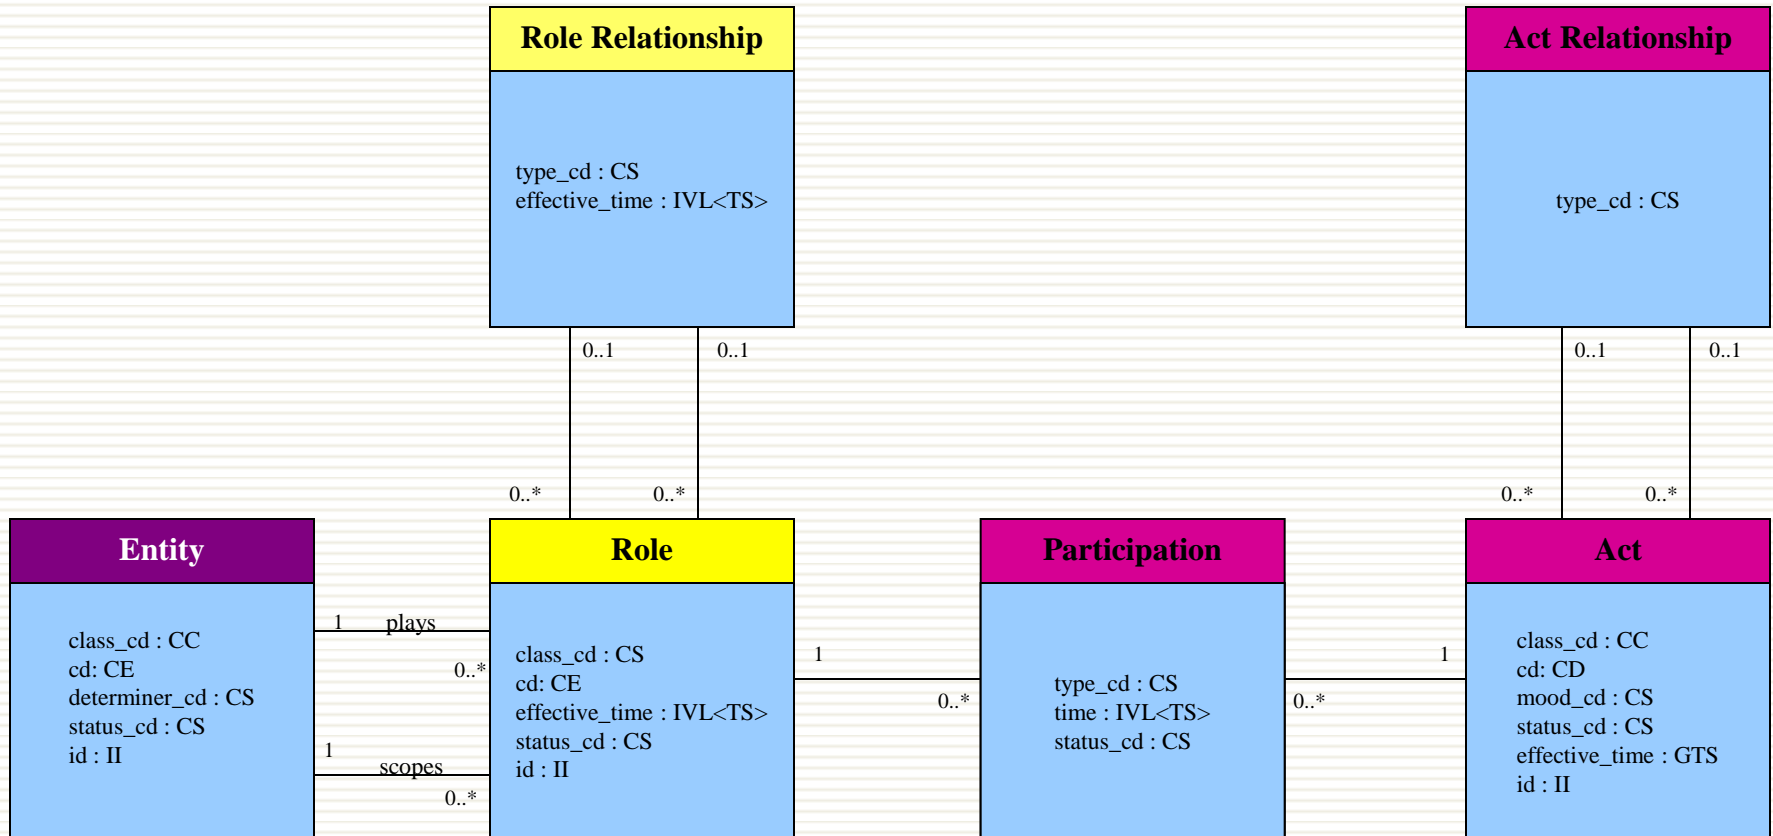 Role Relationship
type_cd : CS
effective_time : IVL<TS>
Act Relationship
type_cd : CS
0..1
0..1
0..1
0..1
0..*
0..*
0..*
0..*
Entity
class_cd : CC
cd: CE
determiner_cd : CS
status_cd : CS
id : II
1
plays
0..*
1
scopes
0..*
Role
class_cd : CS
cd: CE
effective_time : IVL<TS>
status_cd : CS
id : II
1
0..*
Participation
type_cd : CS
time : IVL<TS>
status_cd : CS
0..*
1
Act
class_cd : CC
cd: CD
mood_cd : CS
status_cd : CS
effective_time : GTS
id : II